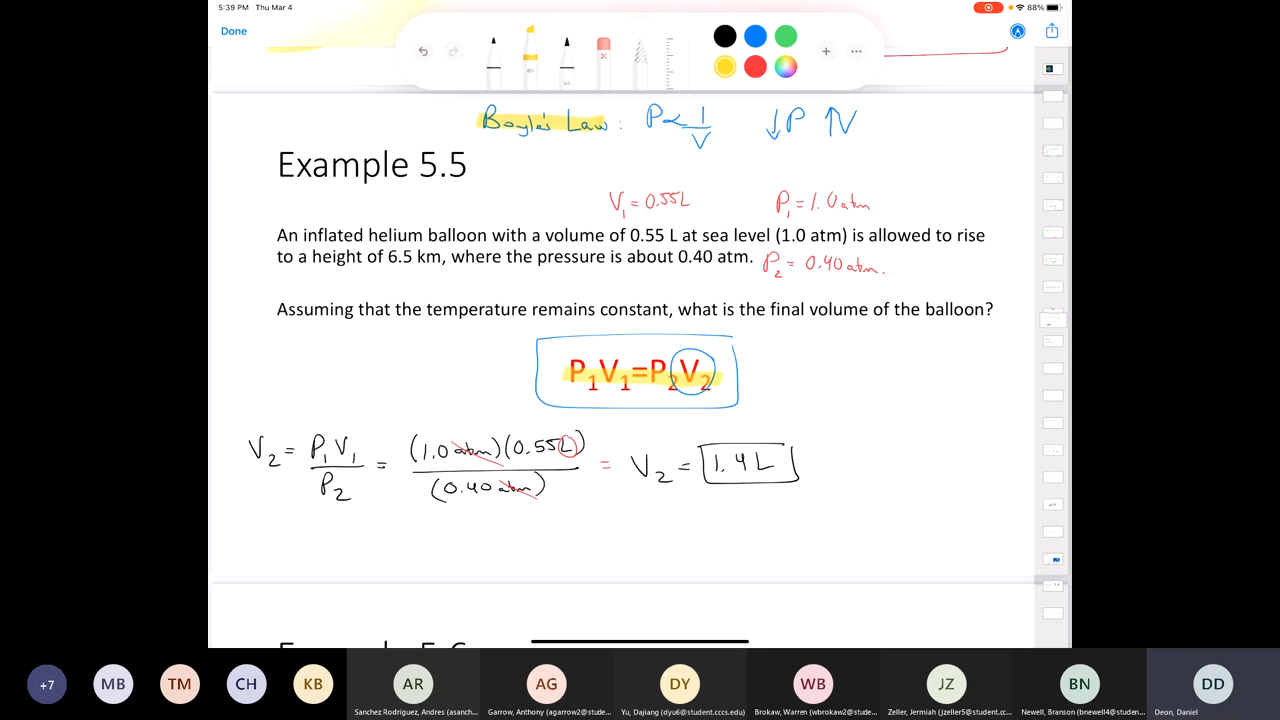 5:39 PM Thu Mar 4
88%
Done
Boyle's Law : P ∝ 1/V ↓P ↑V
Example 5.5
V₁ = 0.55L P₁ = 1.0 atm
An inflated helium balloon with a volume of 0.55 L at sea level (1.0 atm) is allowed to rise
to a height of 6.5 km, where the pressure is about 0.40 atm.
P₂ = 0.40 atm.
Assuming that the temperature remains constant, what is the final volume of the balloon?
P₁V₁=P₂V₂
V₂ = P₁V₁/P₂ = (1.0 atm)(0.55L)/(0.40 atm) = V₂ = 1.4 L
+7 MB TM CH KB AR AG DY WB JZ BN DD
Sanchez Rodriguez, Andres (asanch... Garrow, Anthony (agarrow2@stude... Yu, Dajiang (dyu6@student.cccs.edu) Brokaw, Warren (wbrokaw2@stude... Zeller, Jermiah (jzeller5@student.c... Newell, Branson (bnewell4@studen... Deon, Daniel